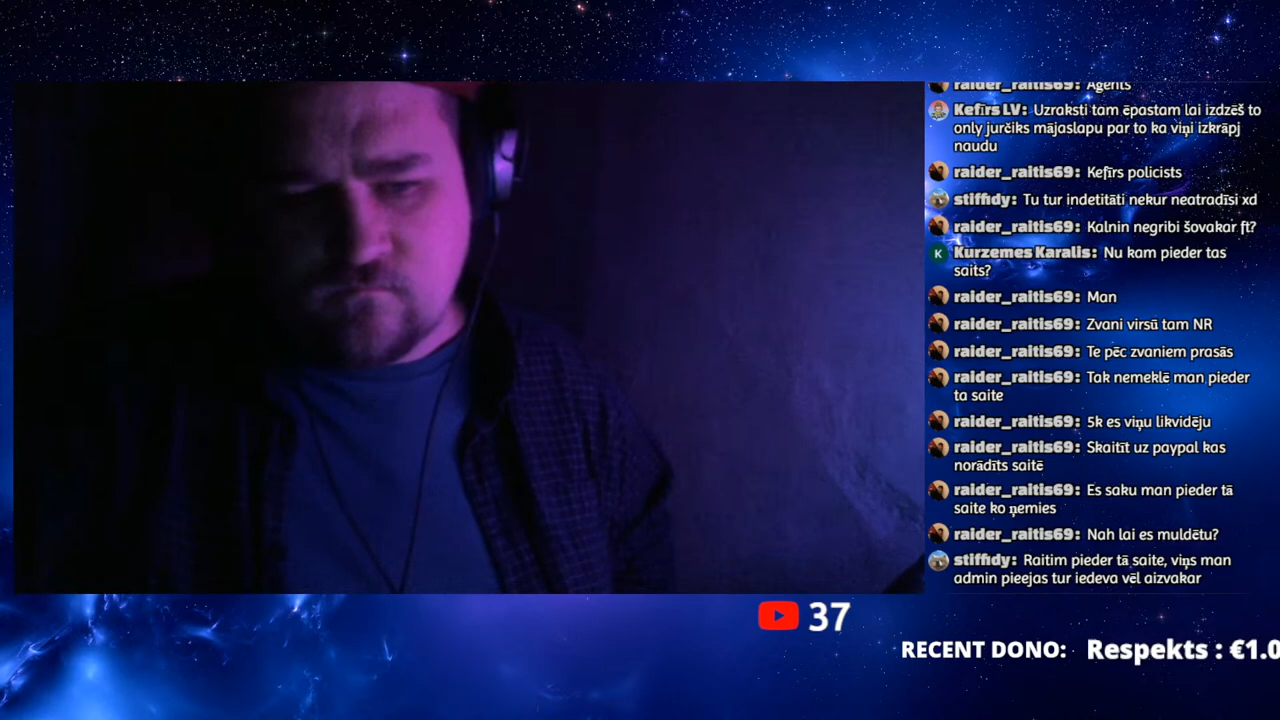 raider_raitis69: Agents
Kefīrs LV: Uzraksti tam ēpastam lai izdzēš to
only jurčiks mājaslapu par to ka viņi izkrāpj
naudu
raider_raitis69: Kefīrs policists
stiffidy: Tu tur indetitāti nekur neatradīsi xd
raider_raitis69: Kalnin negribi šovakar ft?
K Kurzemes Karalis: Nu kam pieder tas
saits?
raider_raitis69: Man
raider_raitis69: Zvani virsū tam NR
raider_raitis69: Te pēc zvaniem prasās
raider_raitis69: Tak nemeklē man pieder
ta saite
raider_raitis69: 5k es viņu likvidēju
raider_raitis69: Skaitīt uz paypal kas
norādīts saitē
raider_raitis69: Es saku man pieder tā
saite ko ņemies
raider_raitis69: Nah lai es muldētu?
stiffidy: Raitim pieder tā saite, viņs man
admin pieejas tur iedeva vēl aizvakar
37
RECENT DONO: Respekts : €1.0